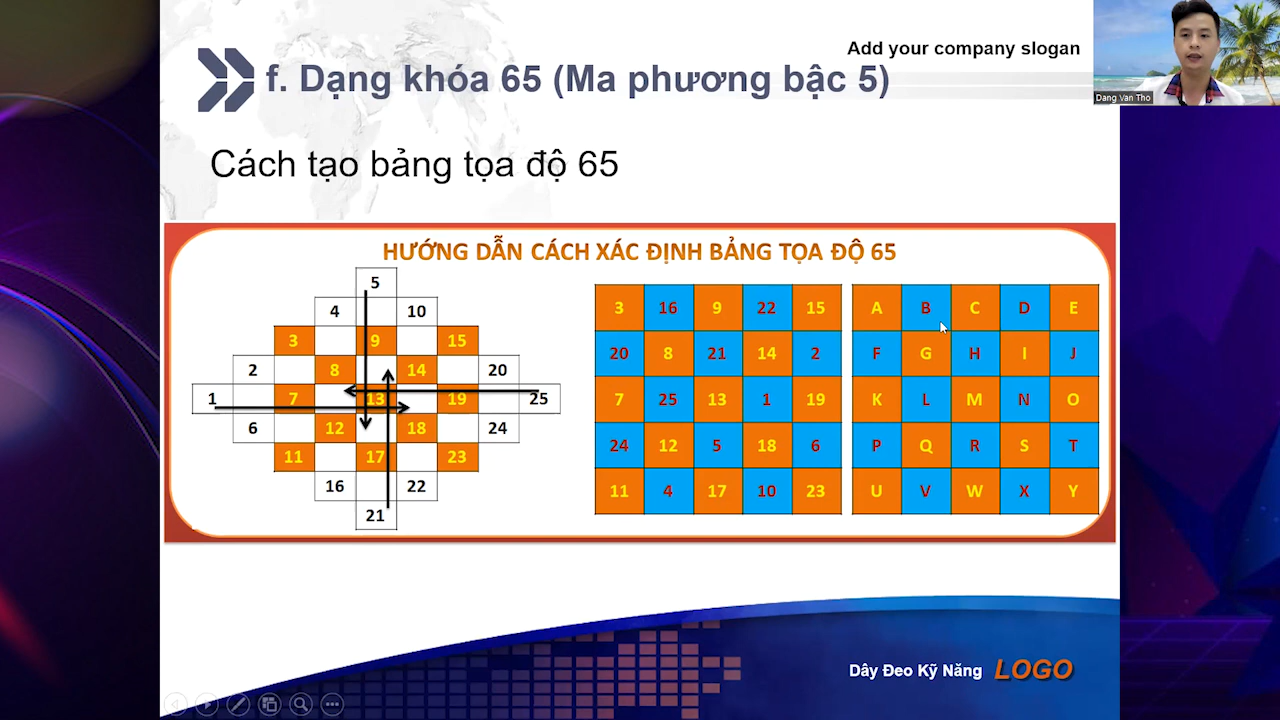 Add your company slogan
f. Dạng khóa 65 (Ma phương bậc 5)
Dang Van Tho
Cách tạo bảng tọa độ 65
HƯỚNG DẪN CÁCH XÁC ĐỊNH BẢNG TỌA ĐỘ 65
5
4 10
3 9 15
2 8 14 20
1 7 13 19 25
6 12 18 24
11 17 23
16 22
21
3 16 9 22 15
20 8 21 14 2
7 25 13 1 19
24 12 5 18 6
11 4 17 10 23
A B C D E
F G H I J
K L M N O
P Q R S T
U V W X Y
Dây Đeo Kỹ Năng LOGO